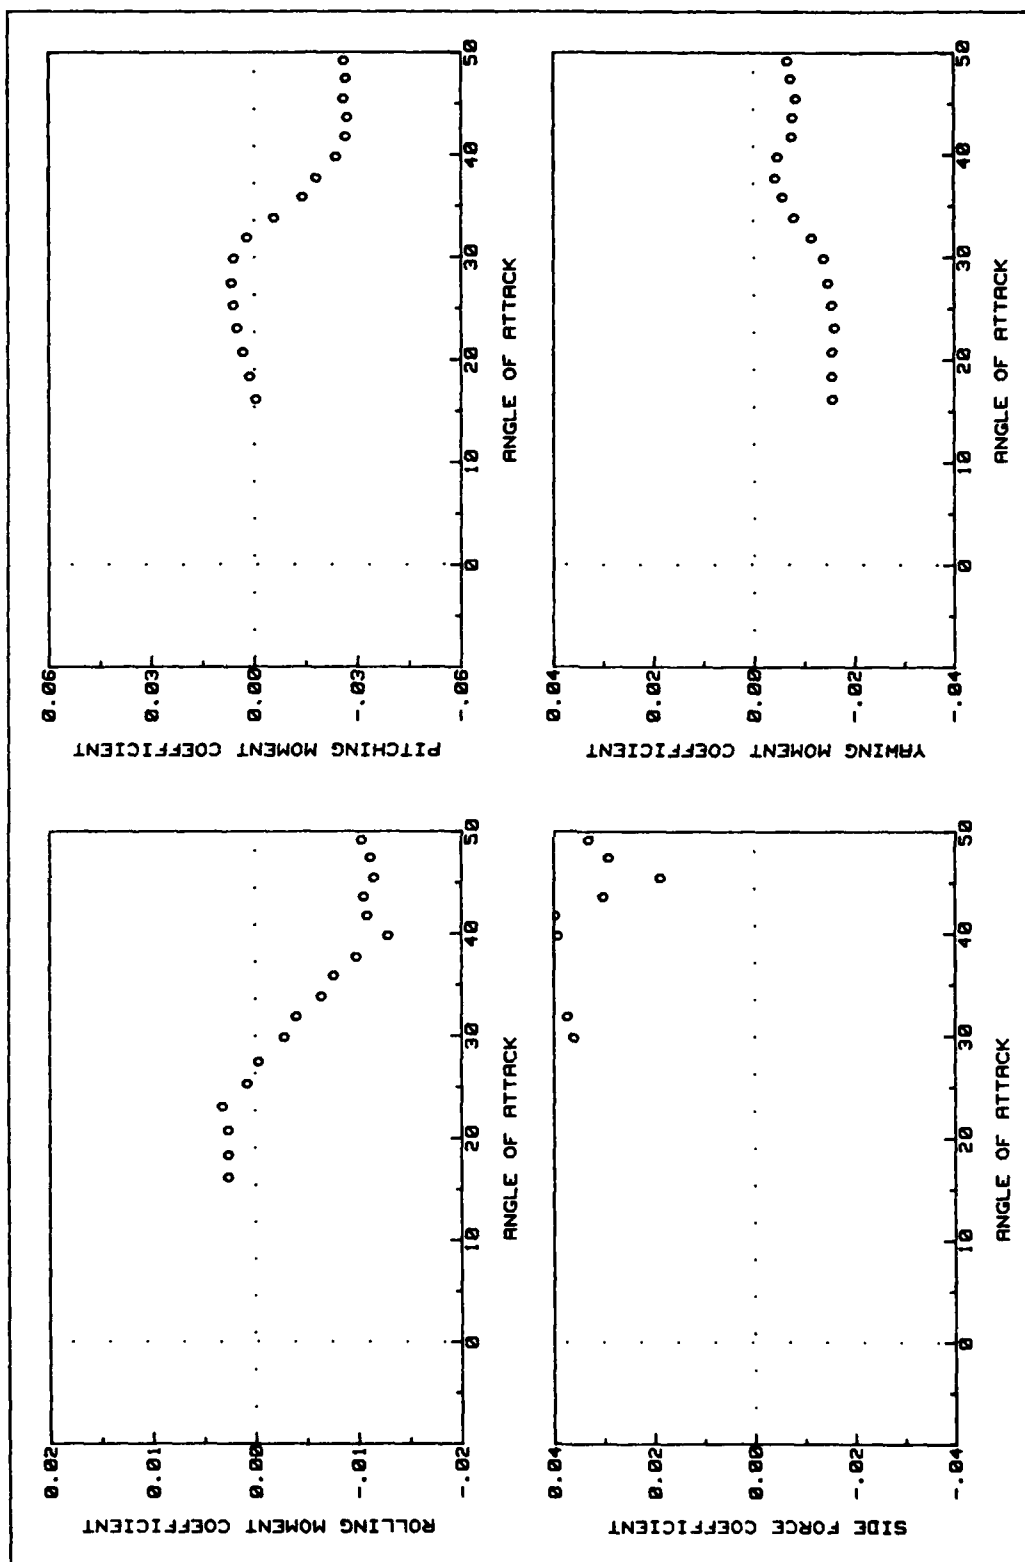 ROLLING MOMENT COEFFICIENT
0.02
0.01
0.00
-.01
-.02
0 10 20 30 40 50
ANGLE OF ATTACK
PITCHING MOMENT COEFFICIENT
0.06
0.03
0.00
-.03
-.06
0 10 20 30 40 50
ANGLE OF ATTACK
SIDE FORCE COEFFICIENT
0.04
0.02
0.00
-.02
-.04
0 10 20 30 40 50
ANGLE OF ATTACK
YAWING MOMENT COEFFICIENT
0.04
0.02
0.00
-.02
-.04
0 10 20 30 40 50
ANGLE OF ATTACK